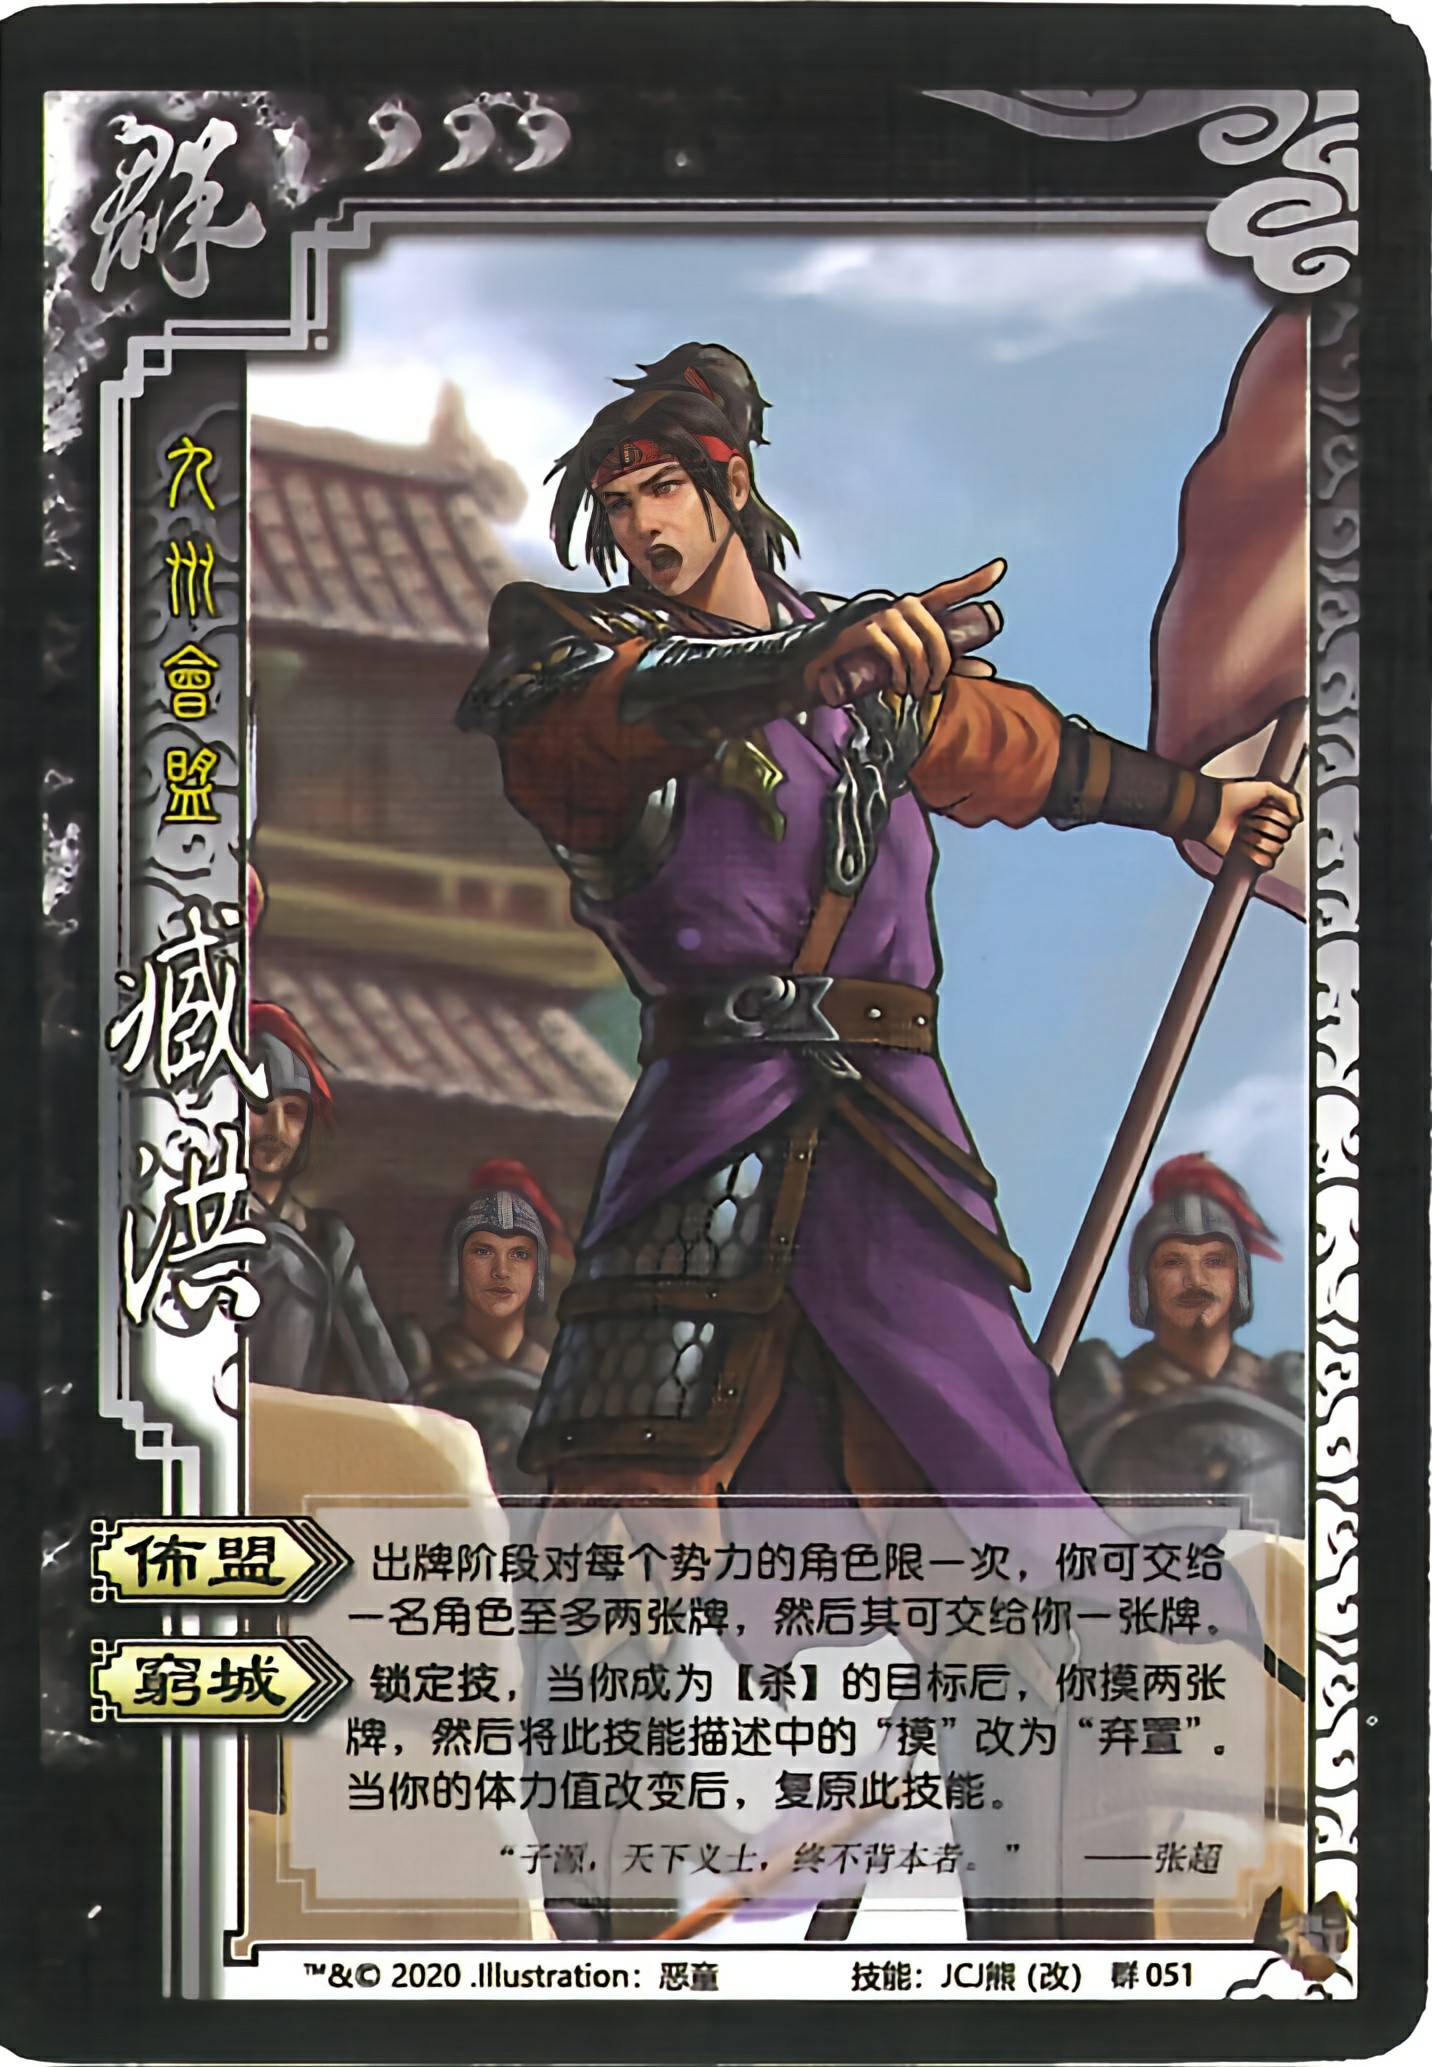 群
九州會盟
臧洪
佈盟
出牌阶段对每个势力的角色限一次，你可交给
一名角色至多两张牌，然后其可交给你一张牌。
窮城
锁定技，当你成为【杀】的目标后，你摸两张
牌，然后将此技能描述中的“摸”改为“弃置”。
当你的体力值改变后，复原此技能。
“子源，天下义士，终不背本者。” ——张超
™&© 2020 .Illustration：恶童 技能：JCJ熊 (改) 群 051